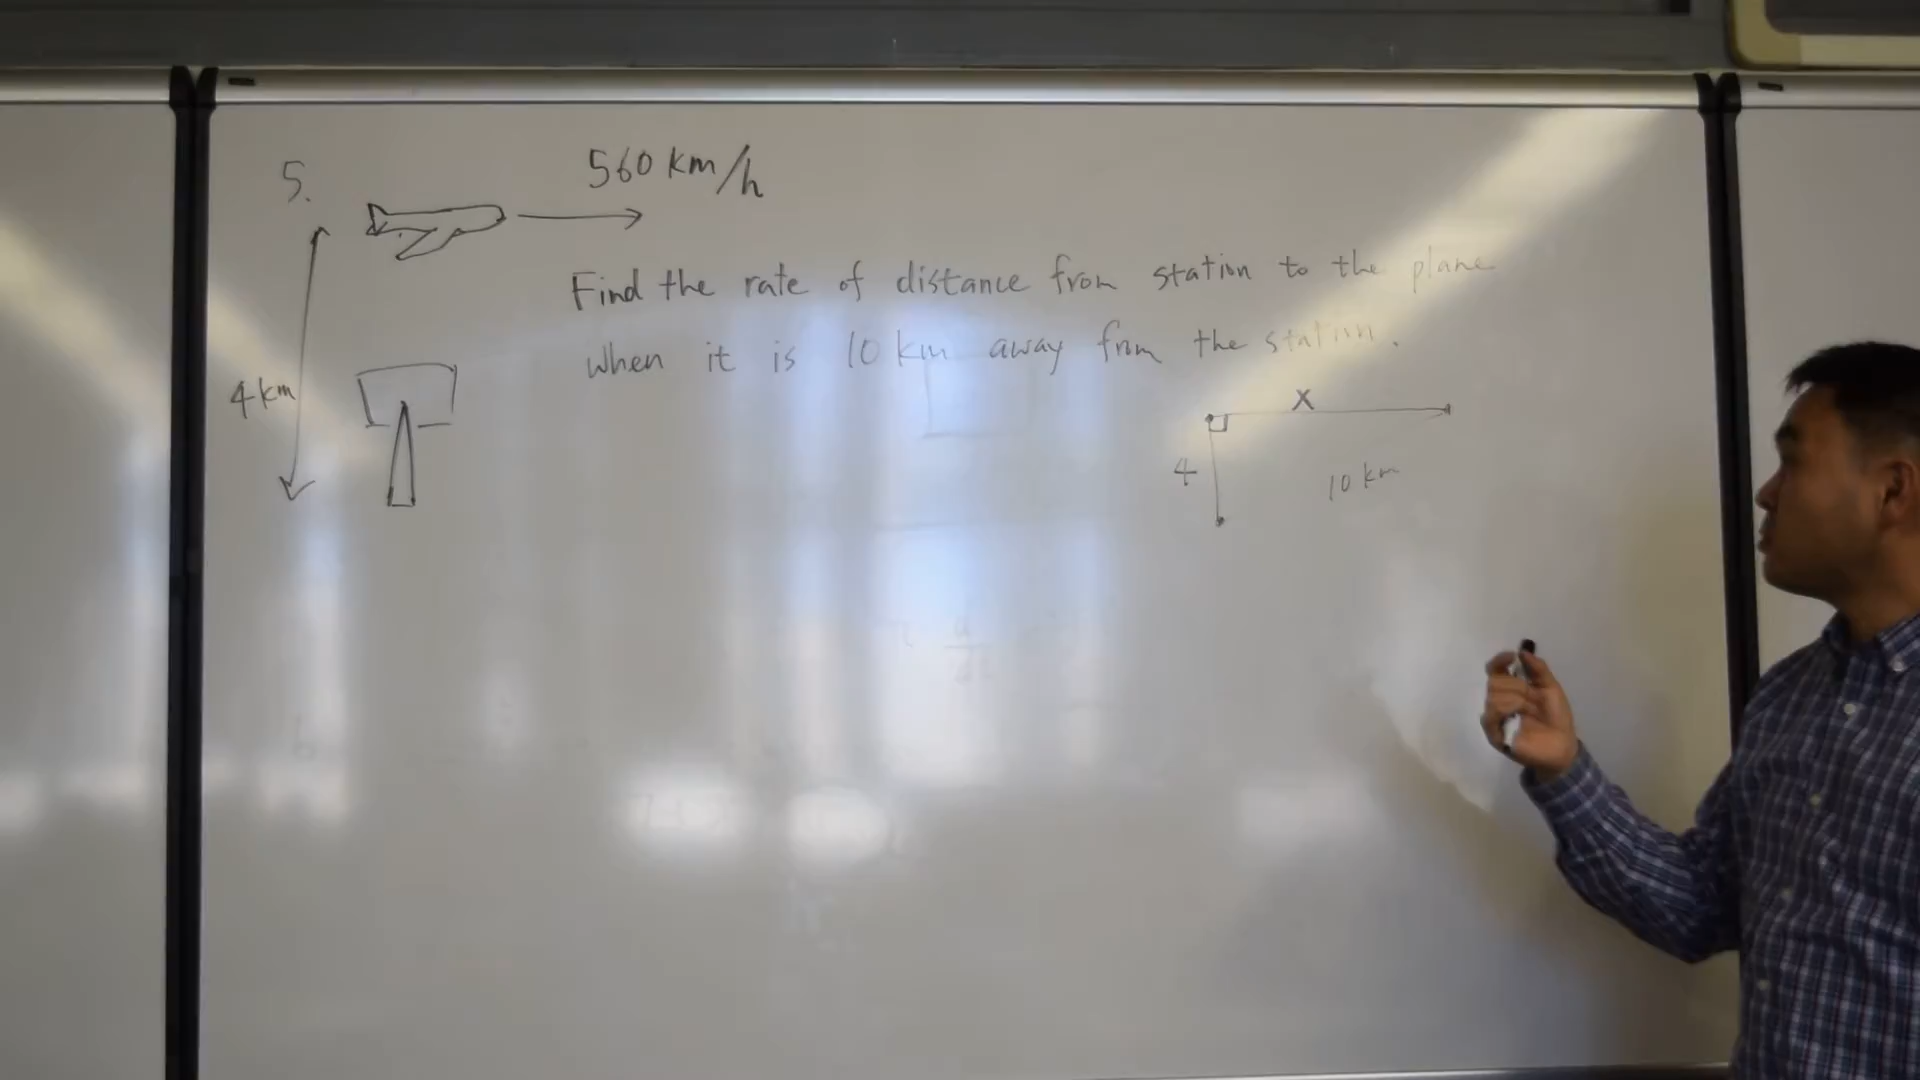 5.
560 km/h
Find the rate of distance from station to the plane
when it is 10 km away from the station.
4 km
X
4
10 km